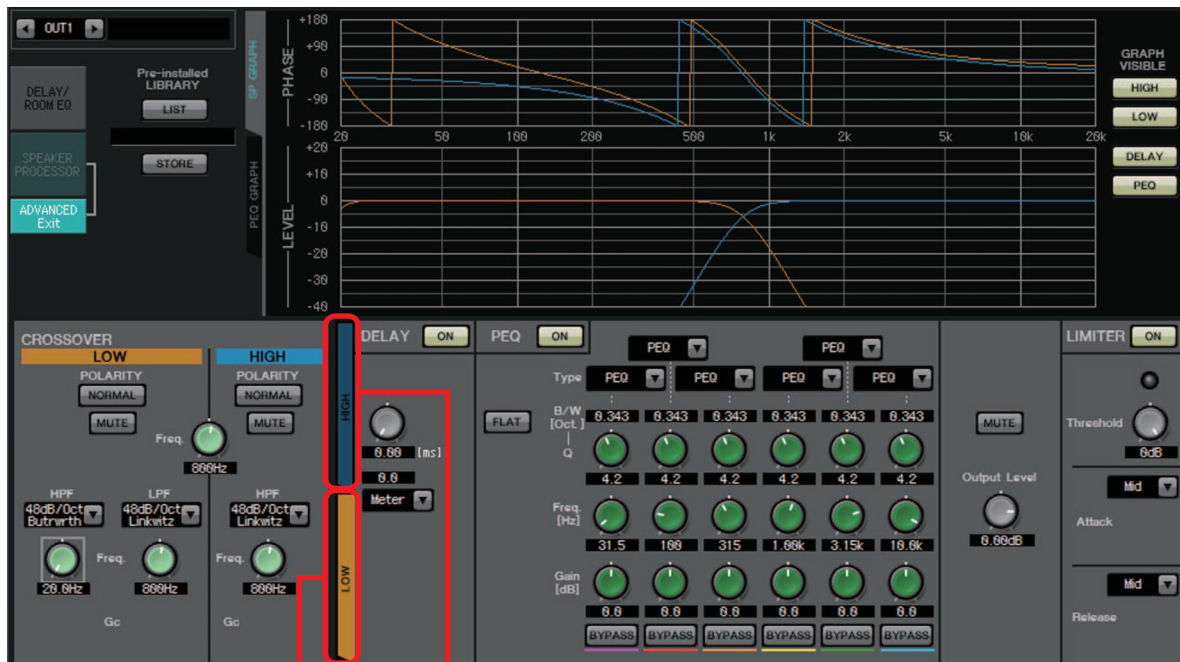 OUT1
DELAY/
ROOM EQ
SPEAKER
PROCESSOR
ADVANCED
Exit
Pre-installed
LIBRARY
LIST
STORE
SP GRAPH
PEQ GRAPH
PHASE
+180
+90
0
-90
-180
20 50 100 200 500 1k 2k 5k 10k 20k
LEVEL
+20
+10
0
-10
-20
-30
-40
GRAPH
VISIBLE
HIGH
LOW
DELAY
PEQ
CROSSOVER
LOW
POLARITY
NORMAL
MUTE
HIGH
POLARITY
NORMAL
MUTE
Freq.
800Hz
HPF
48dB/Oct
Butrwrth
20.0Hz
LPF
48dB/Oct
Linkwitz
Freq.
800Hz
Gc
HPF
48dB/Oct
Linkwitz
Freq.
800Hz
Gc
HIGH
LOW
DELAY ON
0.00 [ms]
0.0
Meter
PEQ ON
FLAT
PEQ PEQ
Type PEQ PEQ PEQ PEQ
B/W
[Oct.]
Q
0.343 0.343 0.343 0.343 0.343 0.343
4.2 4.2 4.2 4.2 4.2 4.2
Freq.
[Hz]
31.5 100 315 1.00k 3.15k 10.0k
Gain
[dB]
0.0 0.0 0.0 0.0 0.0 0.0
BYPASS BYPASS BYPASS BYPASS BYPASS BYPASS
MUTE
Output Level
0.00dB
LIMITER ON
Threshold
0dB
Mid
Attack
Mid
Release